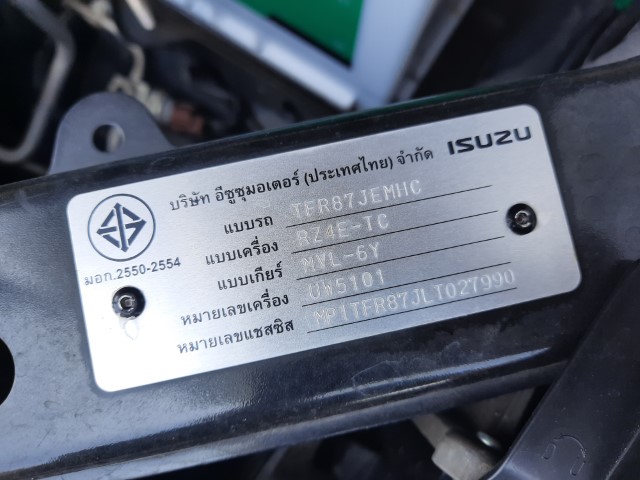 ISUZU
บริษัท อีซูซุมอเตอร์ (ประเทศไทย) จำกัด
แบบรถ TFR87JEMHC
แบบเครื่อง RZ4E-TC
แบบเกียร์ MVL-6Y
หมายเลขเครื่อง UW5101
หมายเลขแชสซิส MP1TFR87JLT027990
มอก.2550-2554